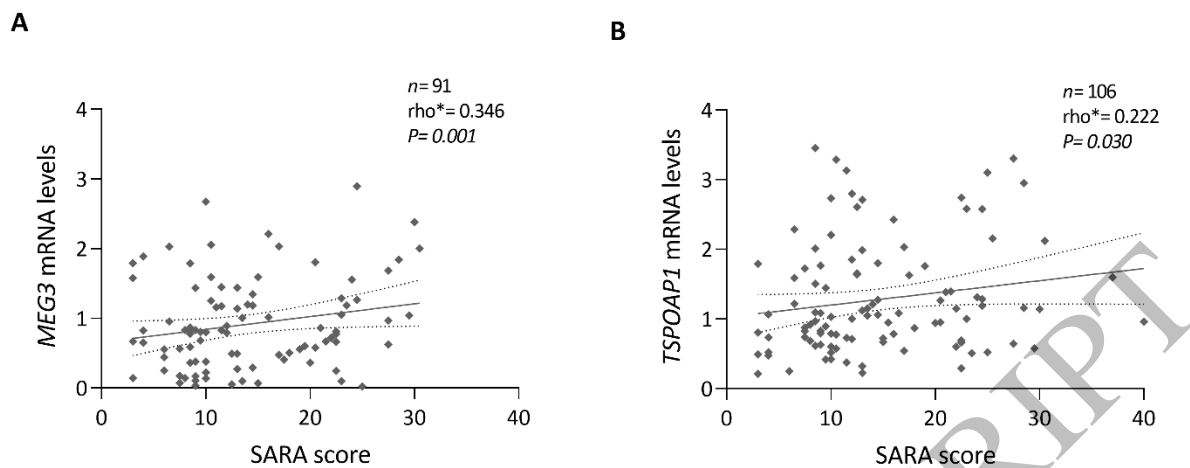 A
n= 91
rho*= 0.346
P= 0.001
4
3
2
1
0
MEG3 mRNA levels
0 10 20 30 40
SARA score
B
n= 106
rho*= 0.222
P= 0.030
4
3
2
1
0
TSPOAP1 mRNA levels
0 10 20 30 40
SARA score
RIPT